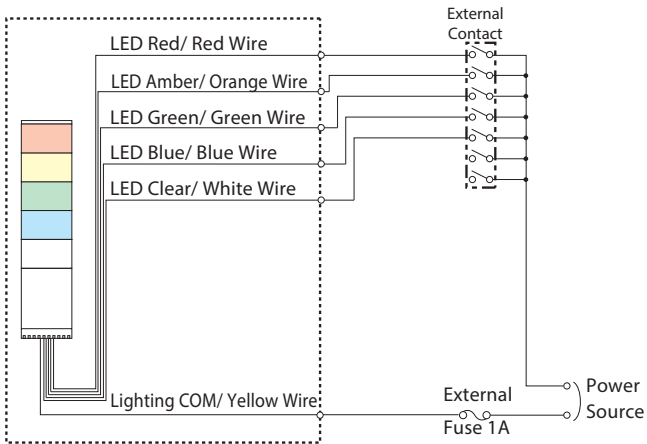 External
Contact
LED Red/ Red Wire
LED Amber/ Orange Wire
LED Green/ Green Wire
LED Blue/ Blue Wire
LED Clear/ White Wire
Lighting COM/ Yellow Wire
External
Fuse 1A
Power
Source